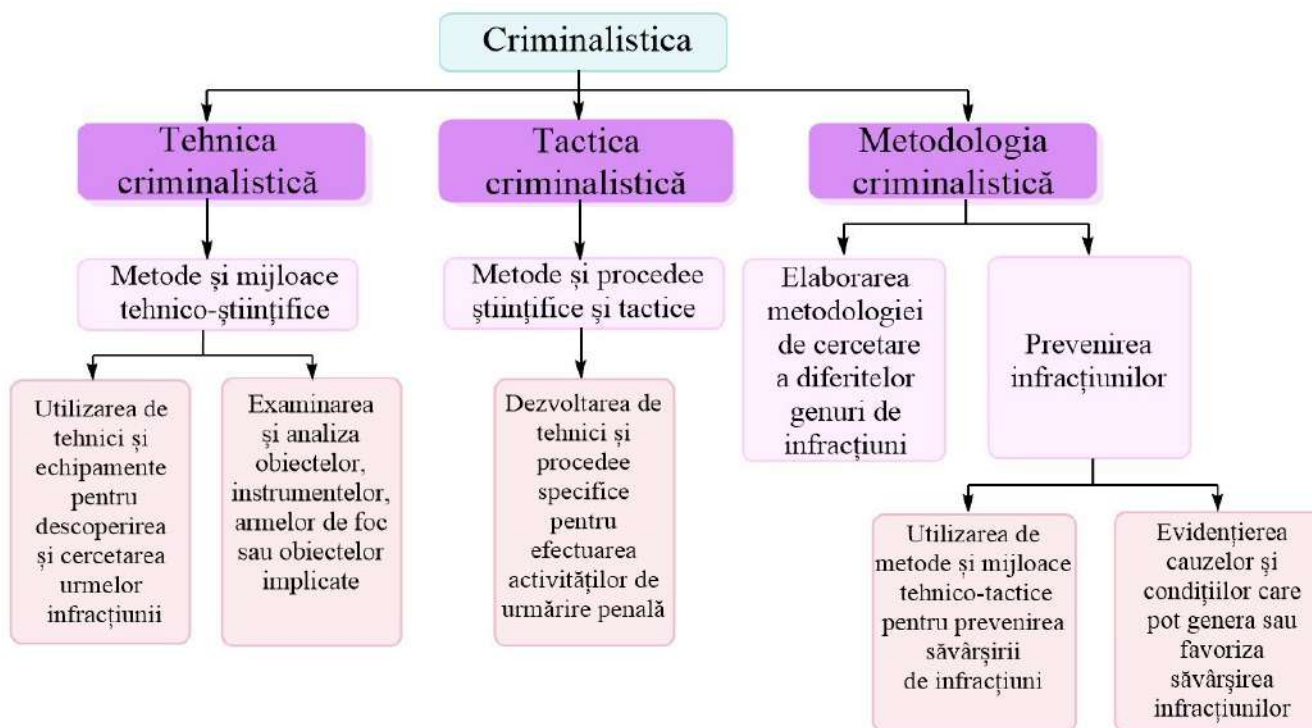 Criminalistica
Tehnica
criminalistică
Tactica
criminalistică
Metodologia
criminalistică
Metode și mijloace
tehnico-științifice
Metode și procedee
științifice și tactice
Elaborarea
metodologiei
de cercetare
a diferitelor
genuri de
infracțiuni
Prevenirea
infracțiunilor
Utilizarea de
tehnici și
echipamente
pentru
descoperirea
și cercetarea
urmelor
infracțiunii
Examinarea
și analiza
obiectelor,
instrumentelor,
armelor de foc
sau obiectelor
implicate
Dezvoltarea de
tehnici și
procedee
specifice
pentru
efectuarea
activităților de
urmărire penală
Utilizarea de
metode și mijloace
tehnico-tactice
pentru prevenirea
săvârșirii
de infracțiuni
Evidențierea
cauzelor și
condițiilor care
pot genera sau
favoriza
săvârșirea
infracțiunilor